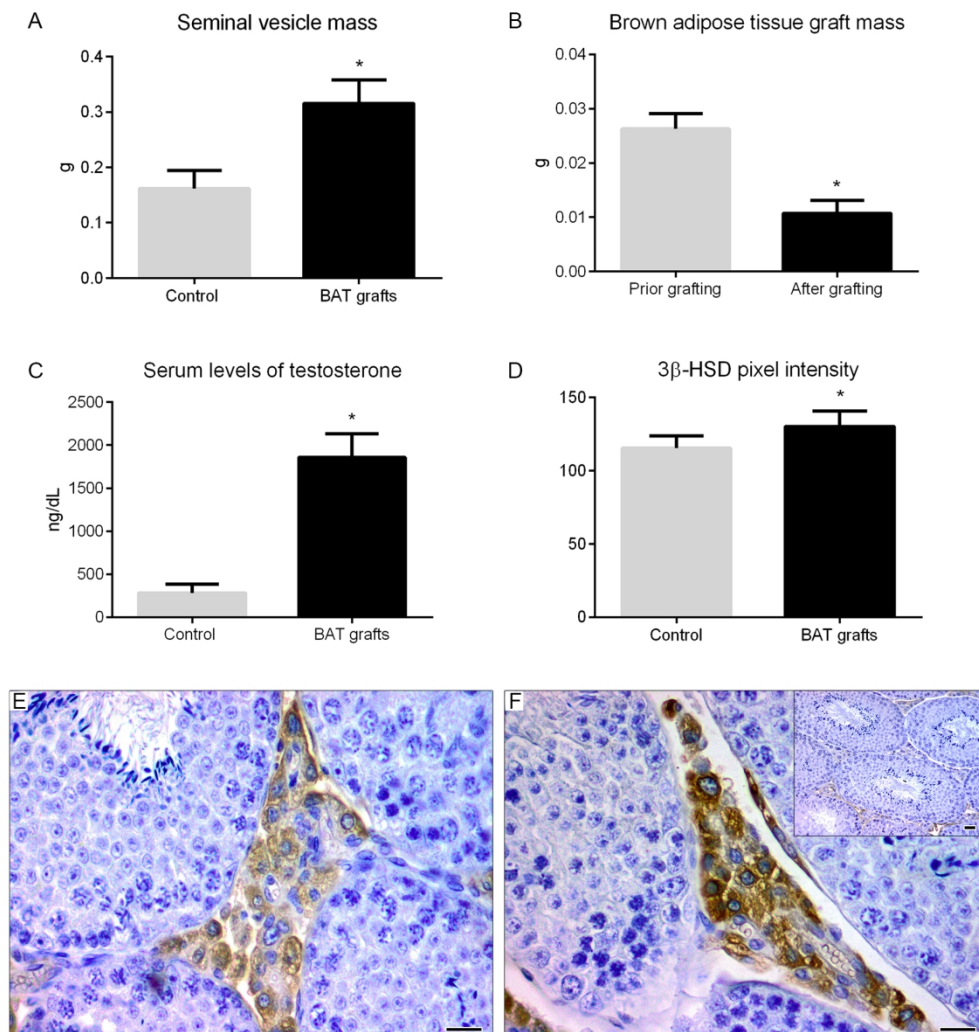 A
Seminal vesicle mass
0.4
0.3
0.2
0.1
0.0
g
*
Control
BAT grafts
B
Brown adipose tissue graft mass
0.04
0.03
0.02
0.01
0.00
g
*
Prior grafting
After grafting
C
Serum levels of testosterone
2500
2000
1500
1000
500
0
ng/dL
*
Control
BAT grafts
D
3β-HSD pixel intensity
150
100
50
0
*
Control
BAT grafts
E
F